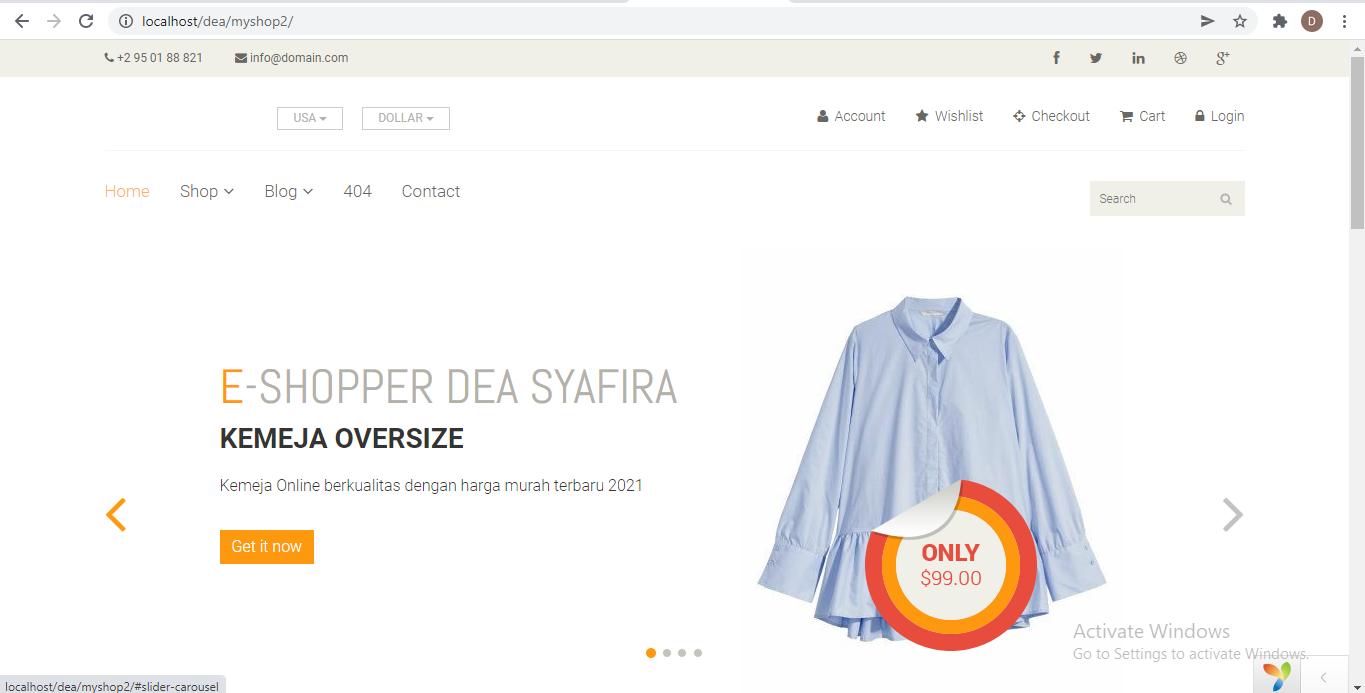 localhost/dea/myshop2/
D
+2 95 01 88 821 info@domain.com
USA DOLLAR Account Wishlist Checkout Cart Login
Home Shop Blog 404 Contact
Search
E-SHOPPER DEA SYAFIRA
KEMEJA OVERSIZE
Kemeja Online berkualitas dengan harga murah terbaru 2021
Get it now
ONLY
$99.00
Activate Windows
Go to Settings to activate Windows.
localhost/dea/myshop2/#slider-carousel